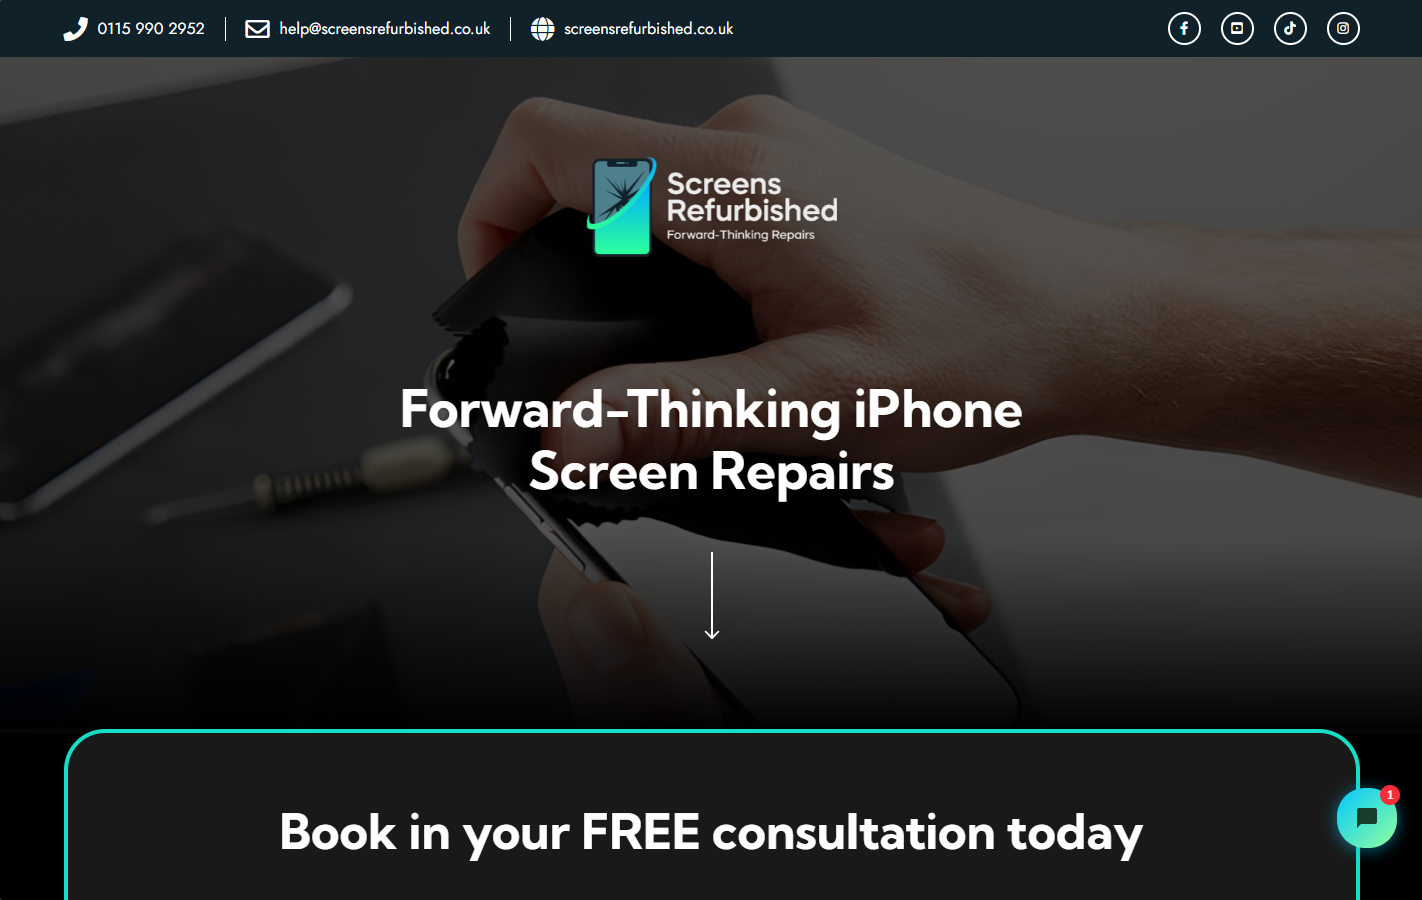 0115 990 2952
help@screensrefurbished.co.uk
screensrefurbished.co.uk
Screens
Refurbished
Forward-Thinking Repairs
Forward-Thinking iPhone
Screen Repairs
Book in your FREE consultation today
1